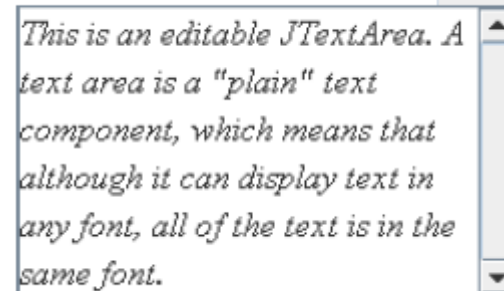 This is an editable JTextArea. A
text area is a "plain" text
component, which means that
although it can display text in
any font, all of the text is in the
same font.